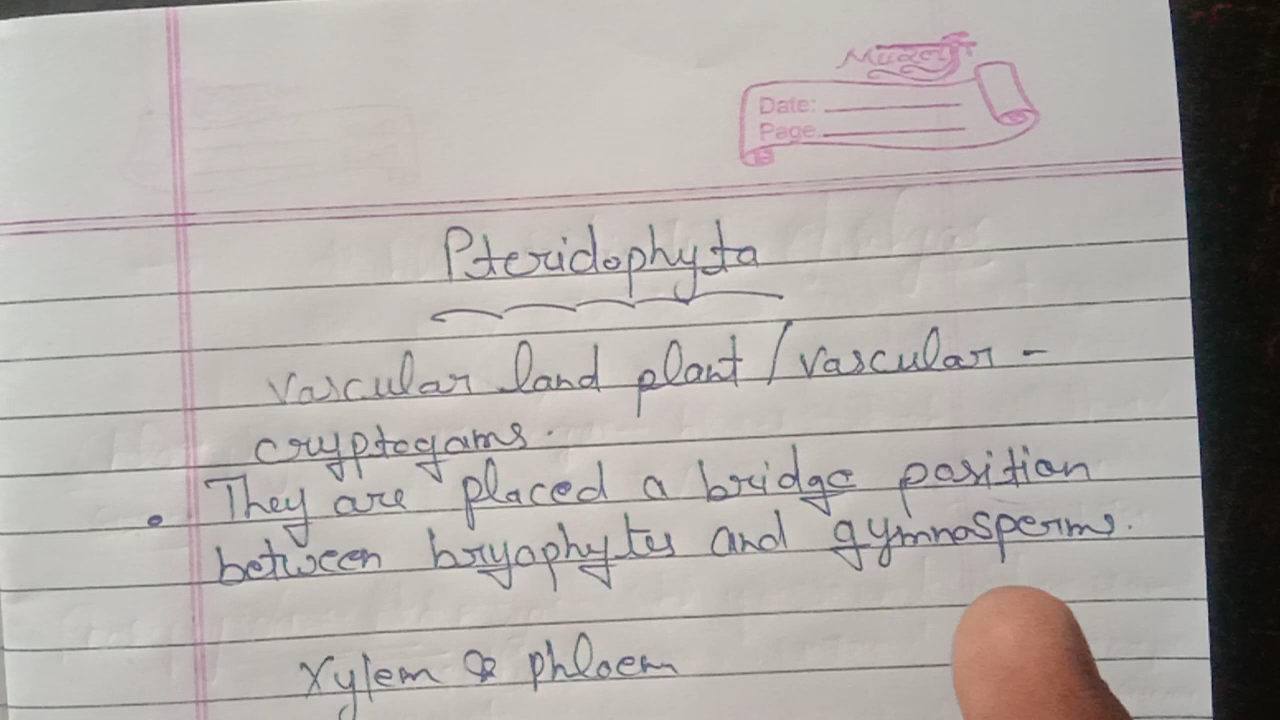 Date:
Page
Pteridophyta
Vascular land plant / vascular -
cryptogams.
• They are placed a bridge position
between bryophytes and gymnosperms.
Xylem & phloem